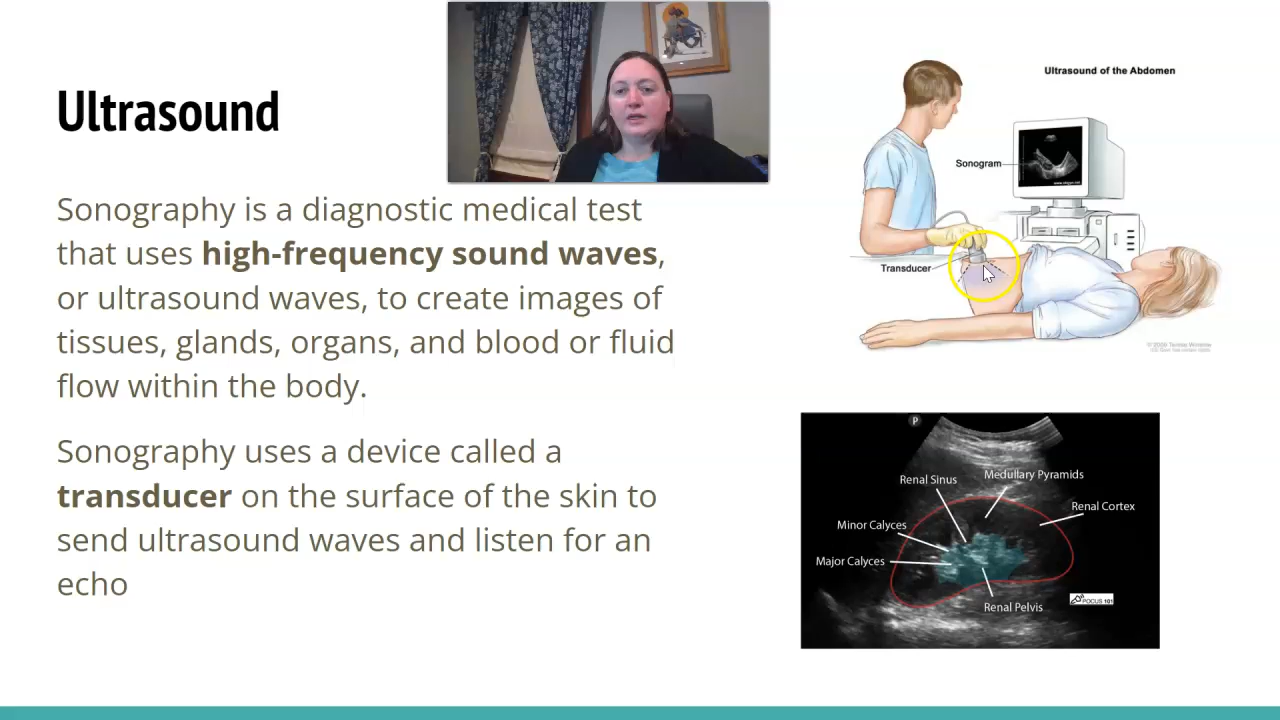 Ultrasound
Sonography is a diagnostic medical test
that uses high-frequency sound waves,
or ultrasound waves, to create images of
tissues, glands, organs, and blood or fluid
flow within the body.
Sonography uses a device called a
transducer on the surface of the skin to
send ultrasound waves and listen for an
echo
Ultrasound of the Abdomen
Sonogram
Transducer
P
Renal Sinus
Medullary Pyramids
Renal Cortex
Minor Calyces
Major Calyces
Renal Pelvis
POCUS 101